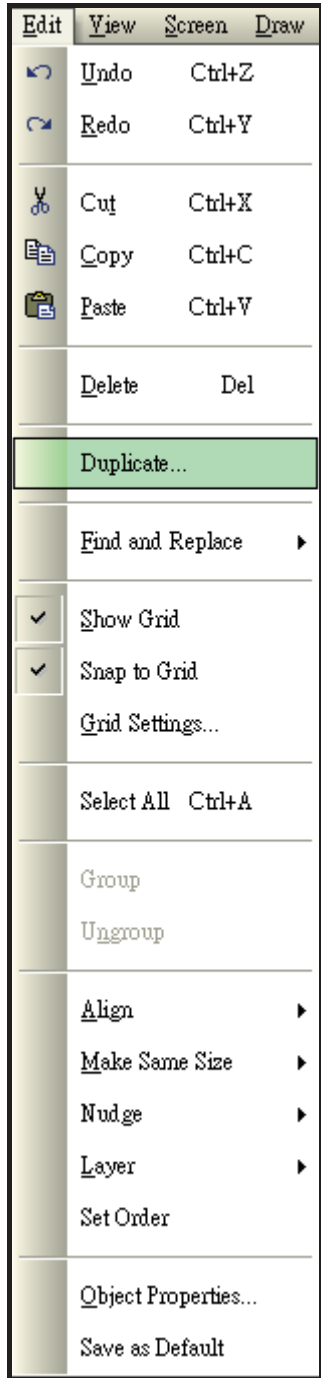 Edit View Screen Draw
Undo Ctrl+Z
Redo Ctrl+Y
Cut Ctrl+X
Copy Ctrl+C
Paste Ctrl+V
Delete Del
Duplicate...
Find and Replace
Show Grid
Snap to Grid
Grid Settings...
Select All Ctrl+A
Group
Ungroup
Align
Make Same Size
Nudge
Layer
Set Order
Object Properties...
Save as Default